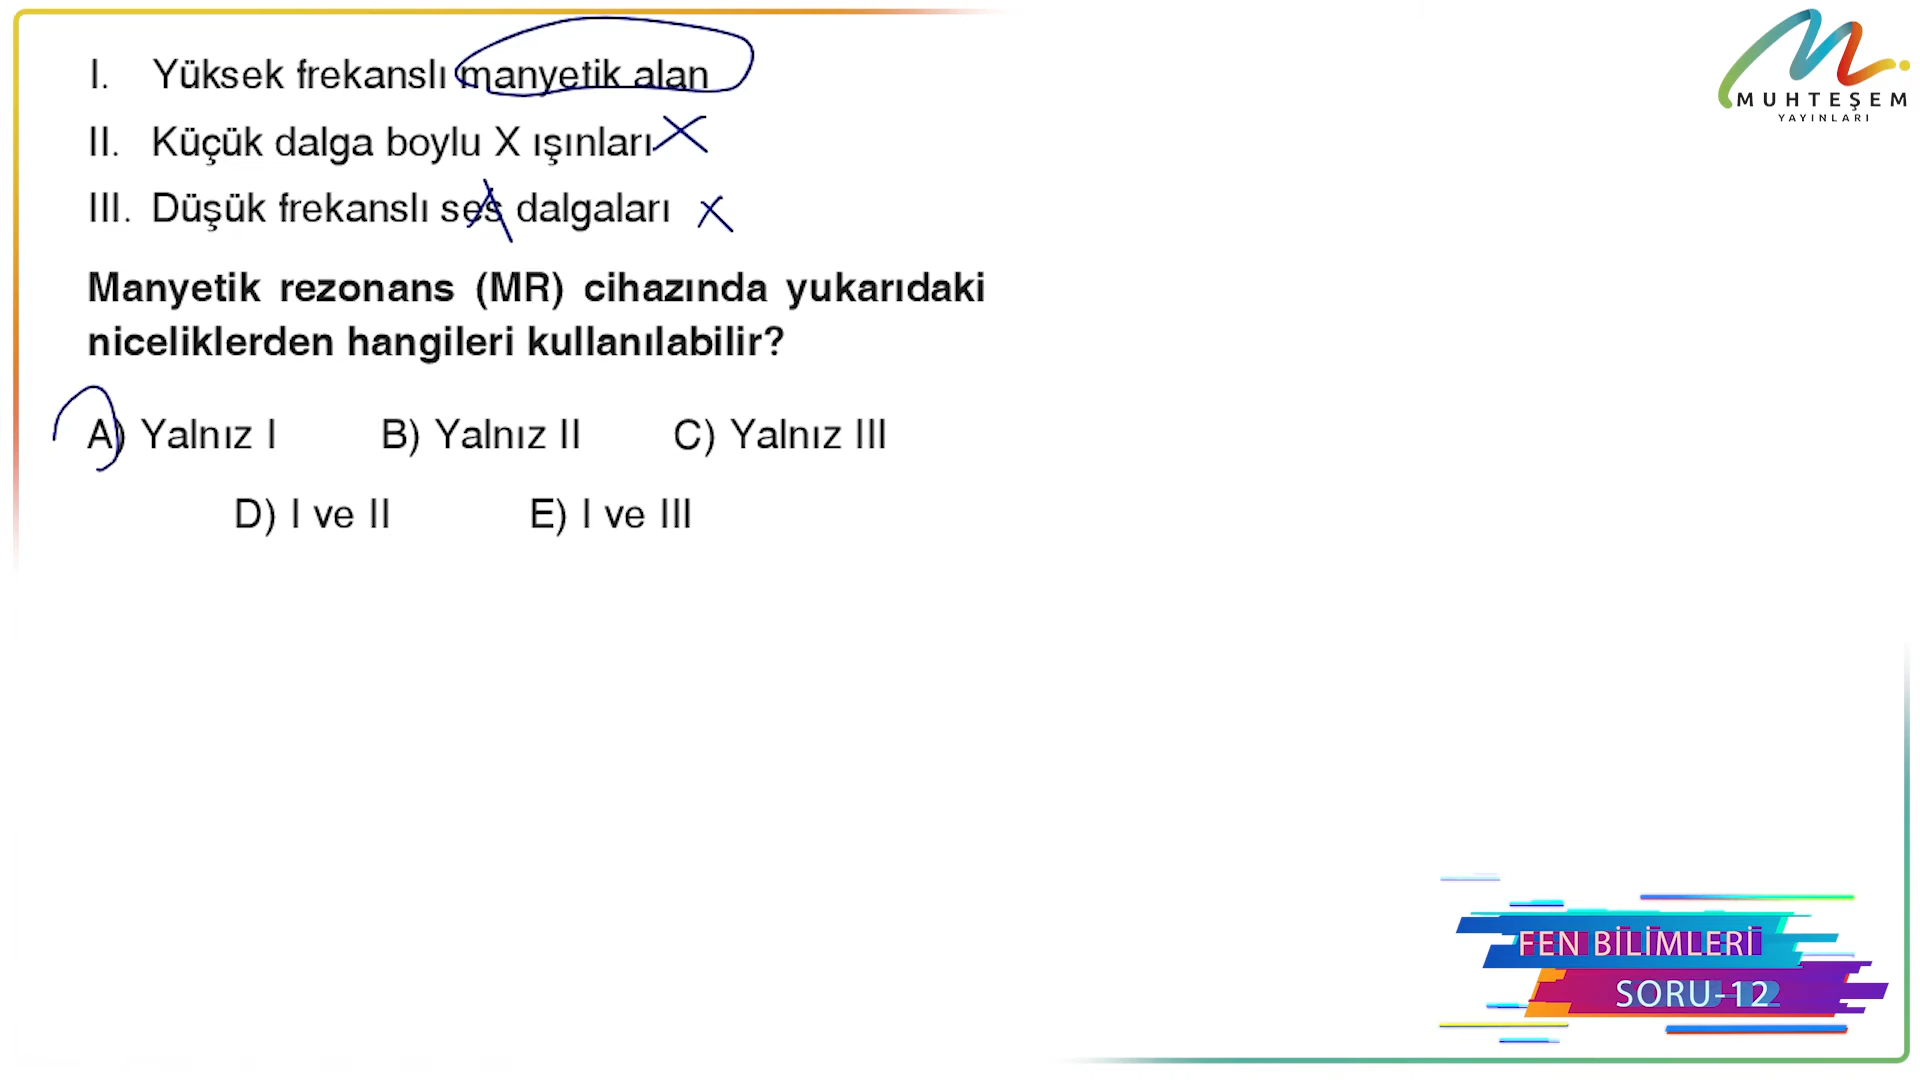 MUHTEŞEM
YAYINLARI
I. Yüksek frekanslı manyetik alan
II. Küçük dalga boylu X ışınları
III. Düşük frekanslı ses dalgaları
Manyetik rezonans (MR) cihazında yukarıdaki
niceliklerden hangileri kullanılabilir?
A) Yalnız I B) Yalnız II C) Yalnız III
D) I ve II E) I ve III
FEN BİLİMLERİ
SORU-12